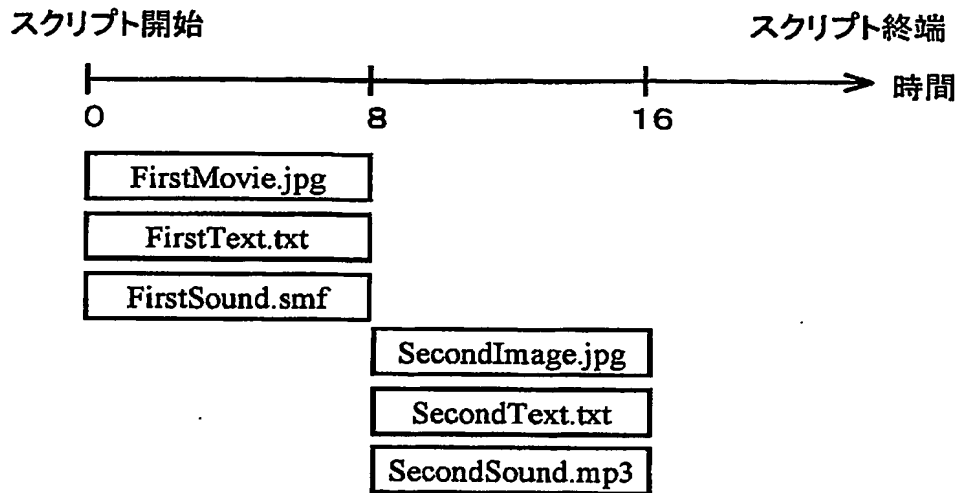 スクリプト開始 スクリプト終端
時間
0 8 16
FirstMovie.jpg
FirstText.txt
FirstSound.smf
SecondImage.jpg
SecondText.txt
SecondSound.mp3